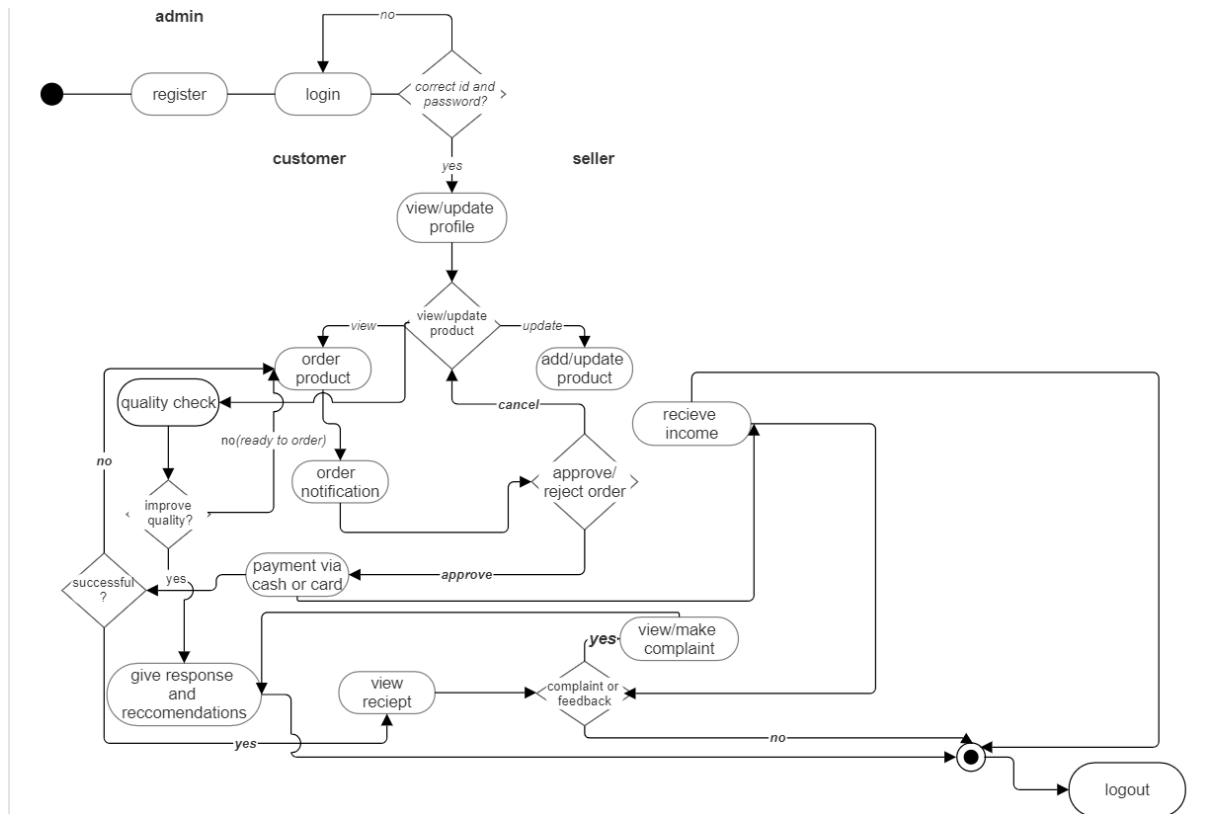 admin
no
register
login
correct id and
password?
customer
seller
yes
view/update
profile
view/update
product
view
update
order
product
add/update
product
quality check
cancel
recieve
income
no(ready to order)
no
order
notification
approve/
reject order
improve
quality?
successful
?
yes
payment via
cash or card
approve
yes
view/make
complaint
give response
and
reccomendations
view
reciept
complaint or
feedback
yes
no
logout